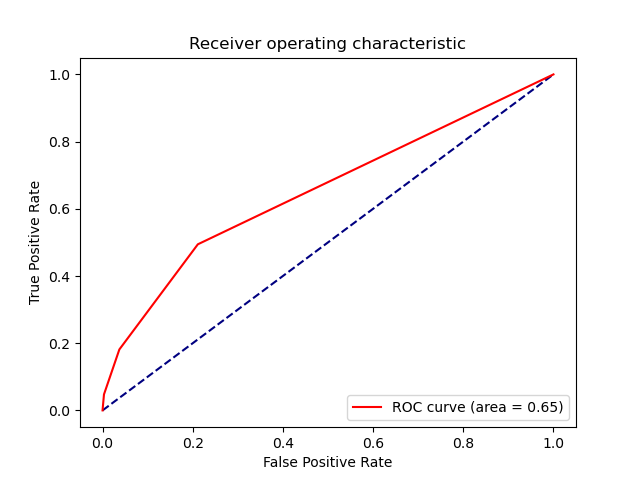 Receiver operating characteristic
1.0
0.8
0.6
0.4
0.2
0.0
True Positive Rate
ROC curve (area = 0.65)
0.0 0.2 0.4 0.6 0.8 1.0
False Positive Rate